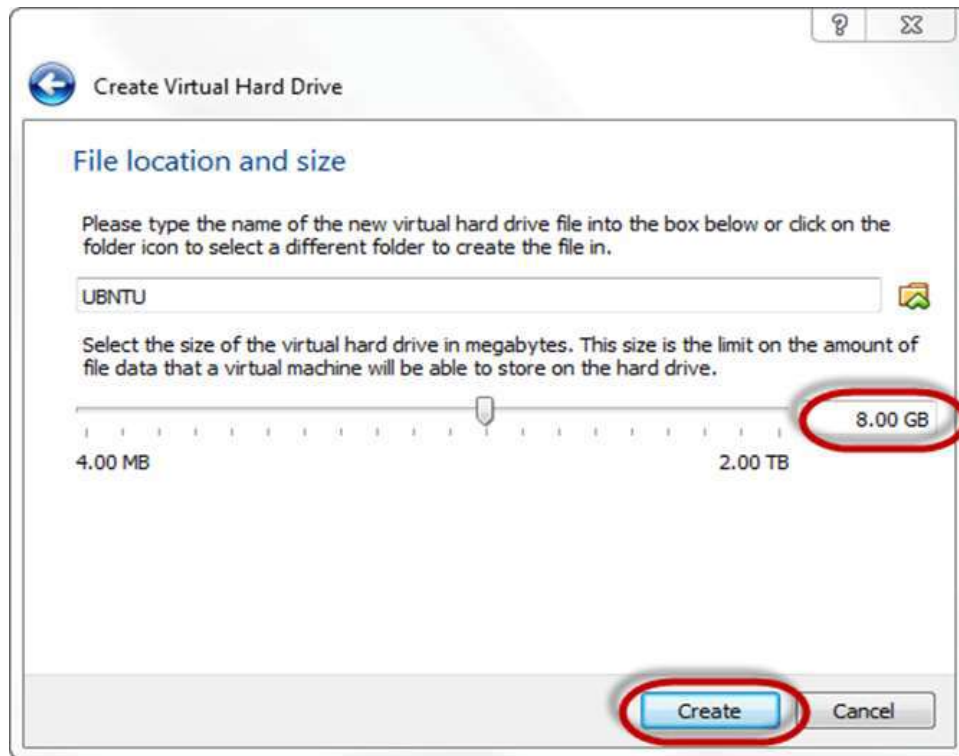 Create Virtual Hard Drive
File location and size
Please type the name of the new virtual hard drive file into the box below or click on the
folder icon to select a different folder to create the file in.
UBNTU
Select the size of the virtual hard drive in megabytes. This size is the limit on the amount of
file data that a virtual machine will be able to store on the hard drive.
8.00 GB
4.00 MB 2.00 TB
Create Cancel